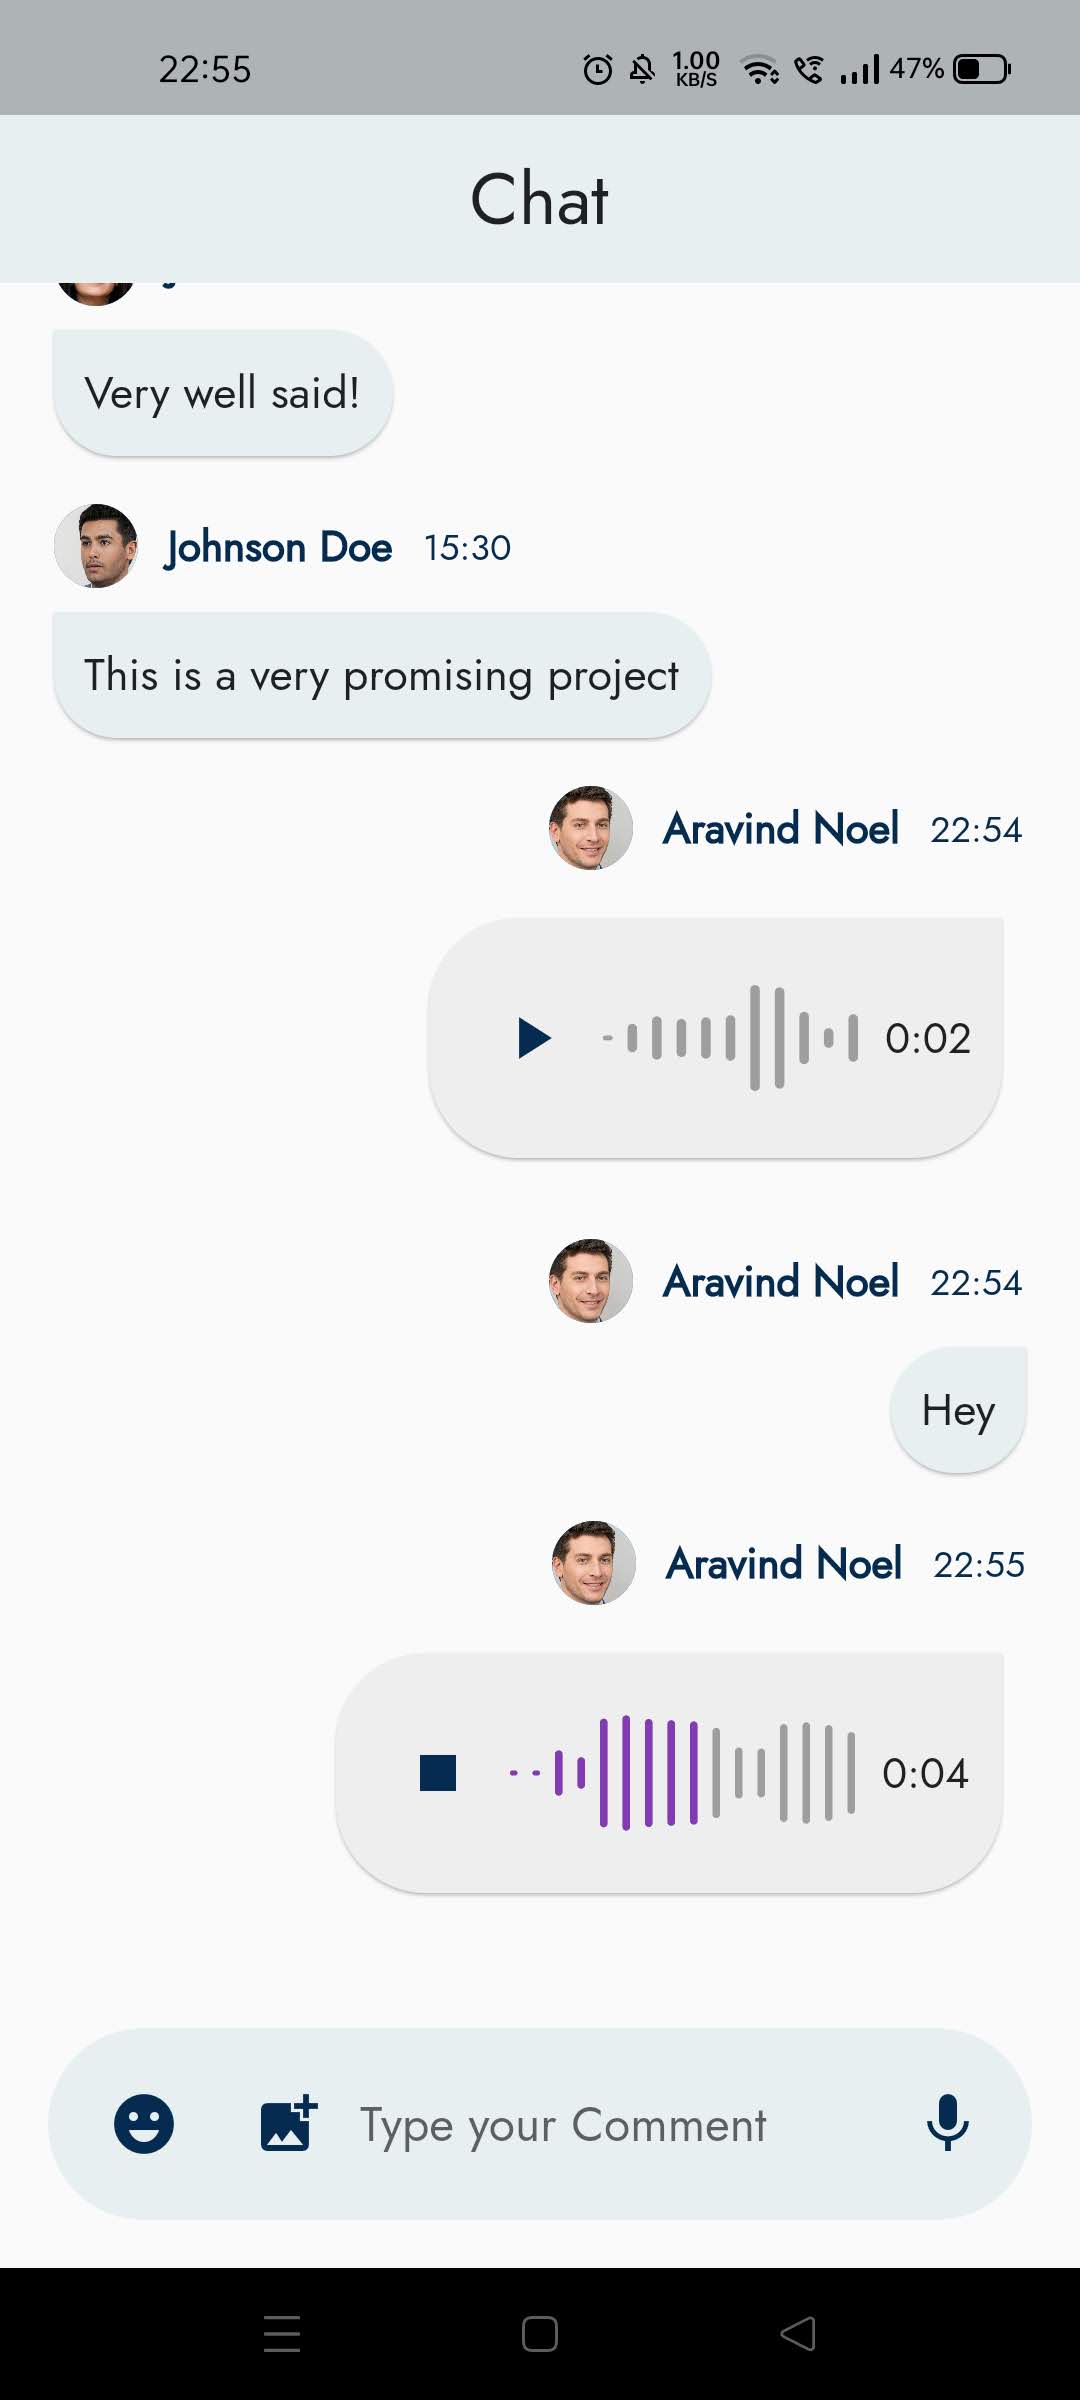 22:55
1.00
KB/S
47%
Chat
Very well said!
Johnson Doe 15:30
This is a very promising project
Aravind Noel 22:54
0:02
Aravind Noel 22:54
Hey
Aravind Noel 22:55
0:04
Type your Comment